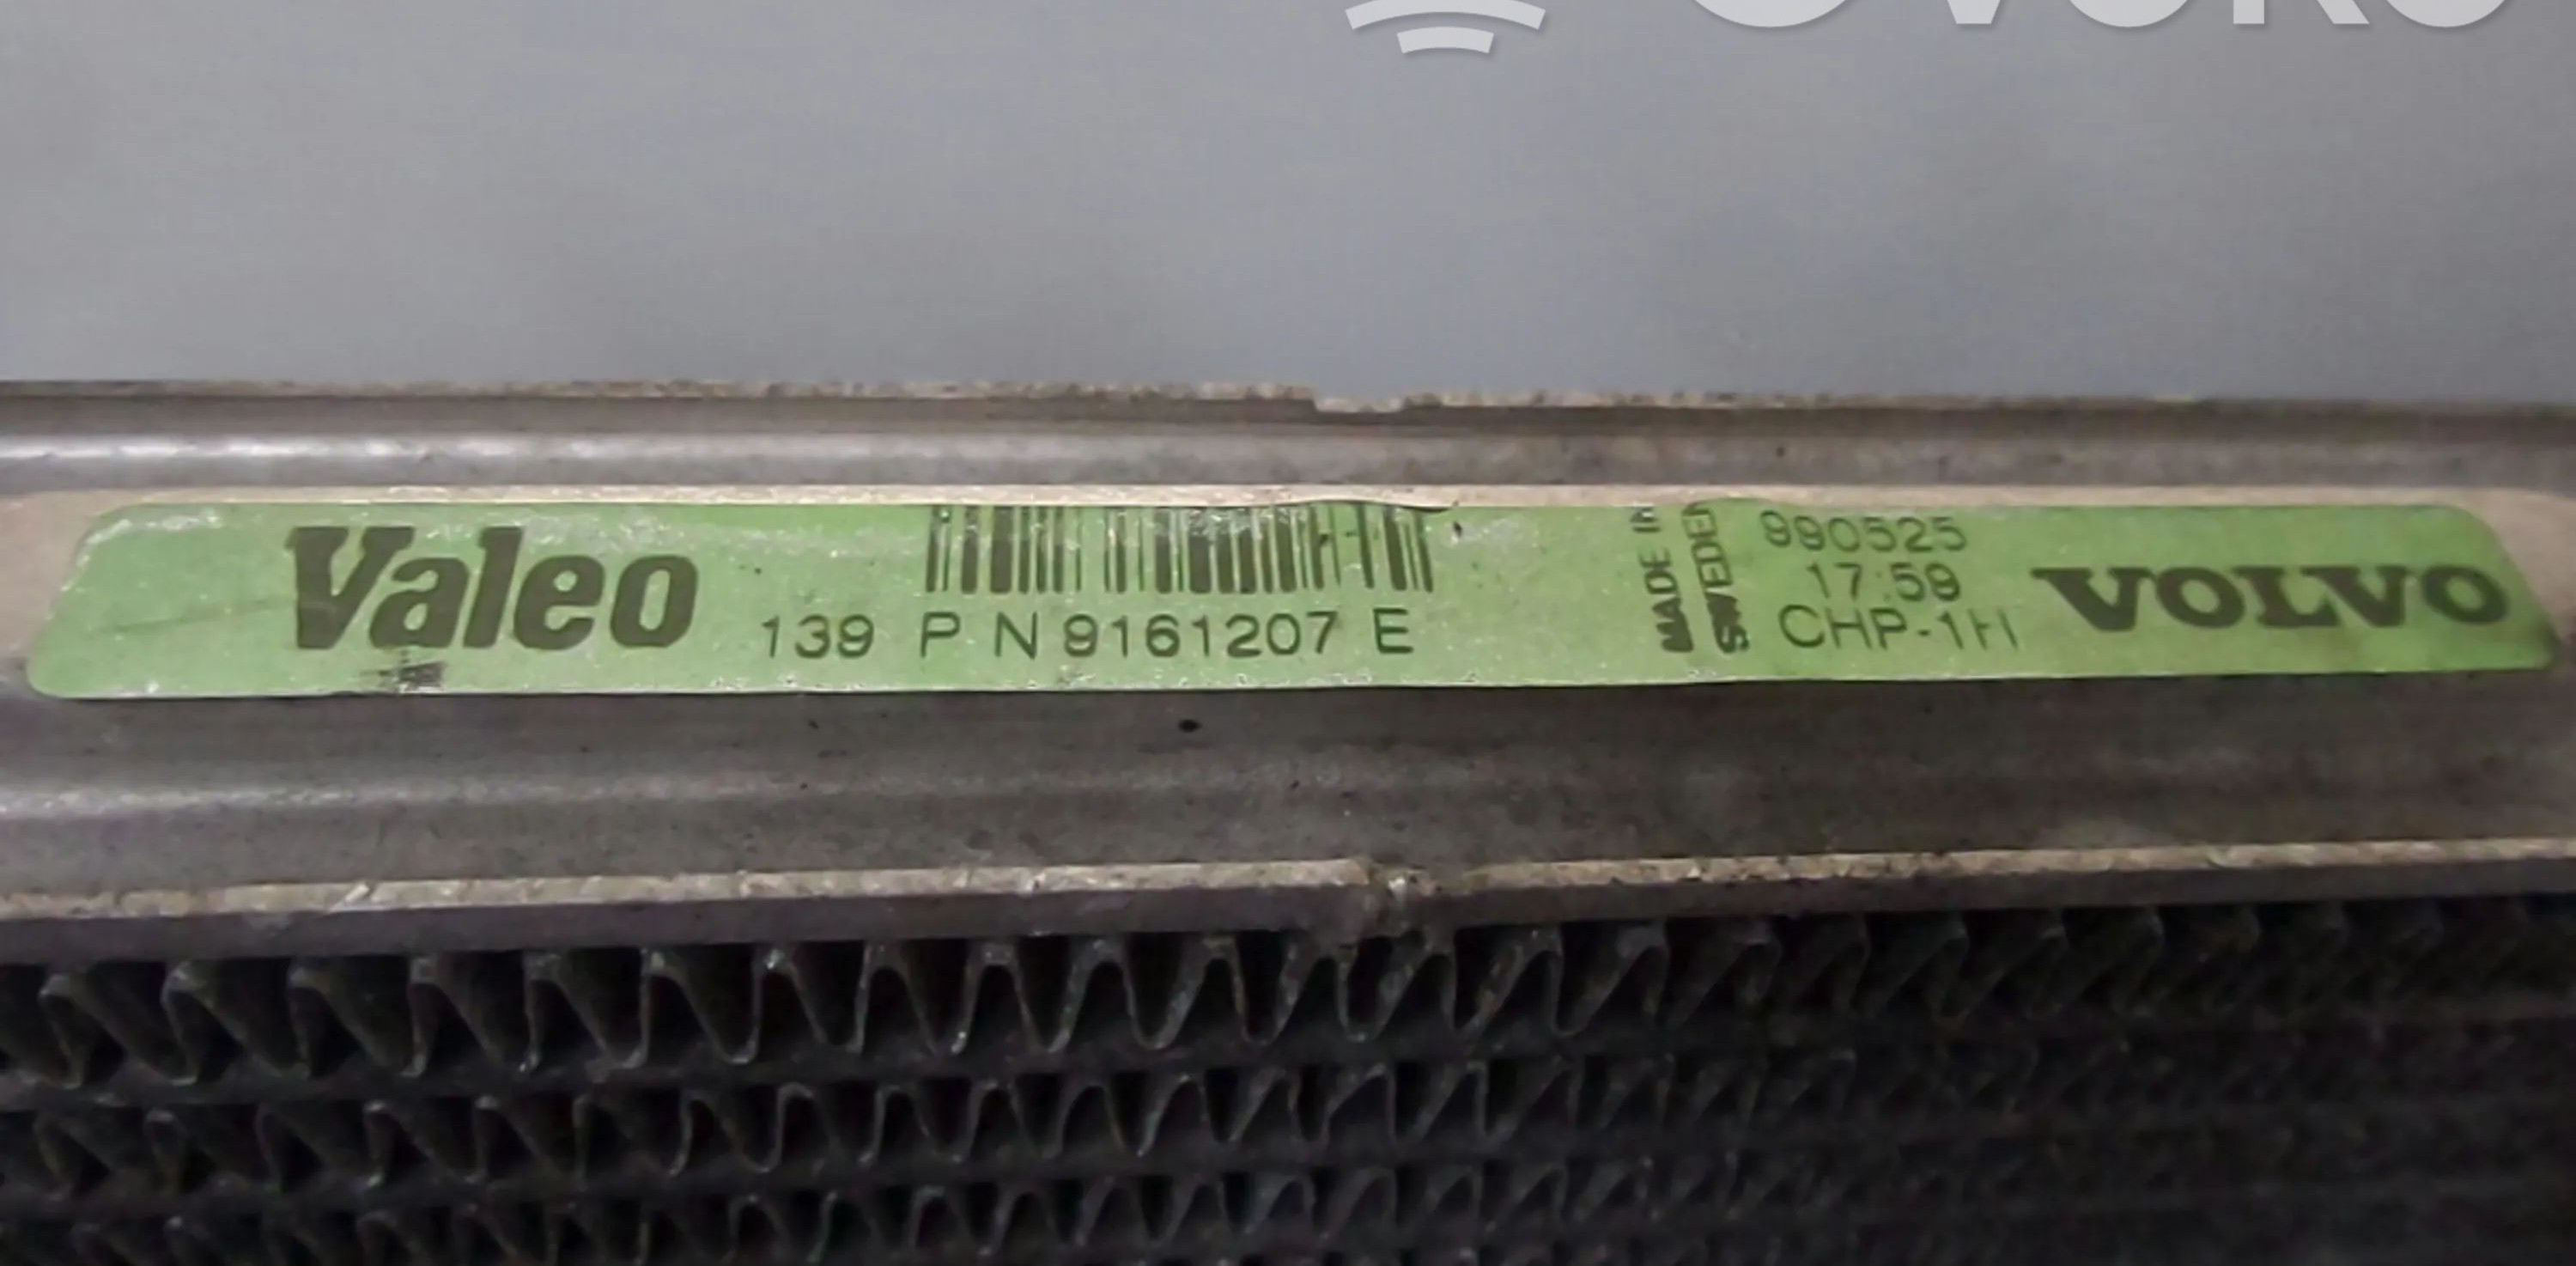 Valeo
139 P N 9161207 E
MADE IN
SWEDEN
990525
17:59
CHP-1H
VOLVO